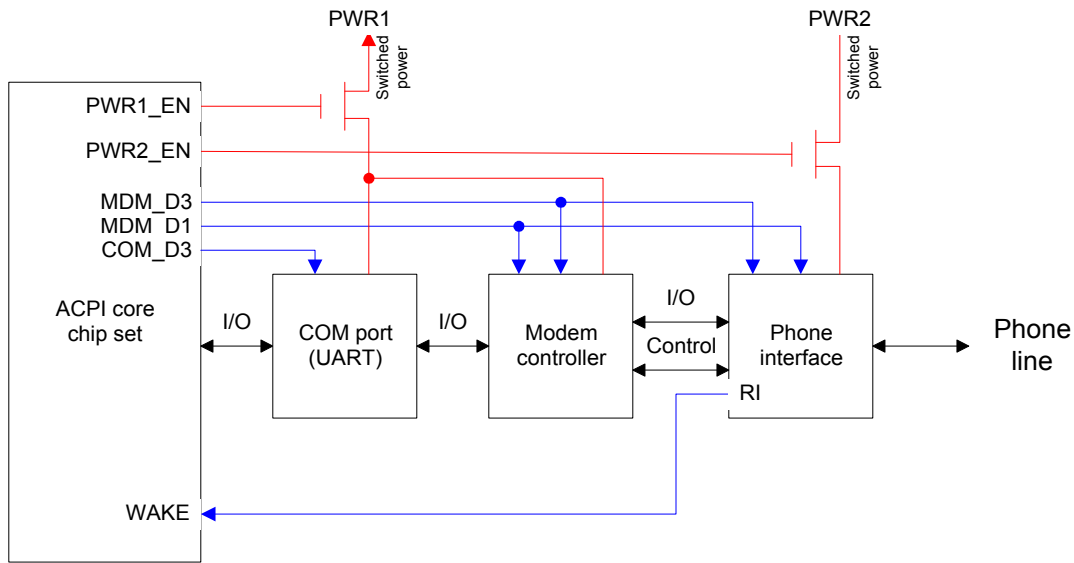 PWR1
PWR2
Switched
power
Switched
power
PWR1_EN
PWR2_EN
MDM_D3
MDM_D1
COM_D3
ACPI core
chip set
I/O
COM port
(UART)
I/O
Modem
controller
I/O
Control
Phone
interface
RI
Phone
line
WAKE